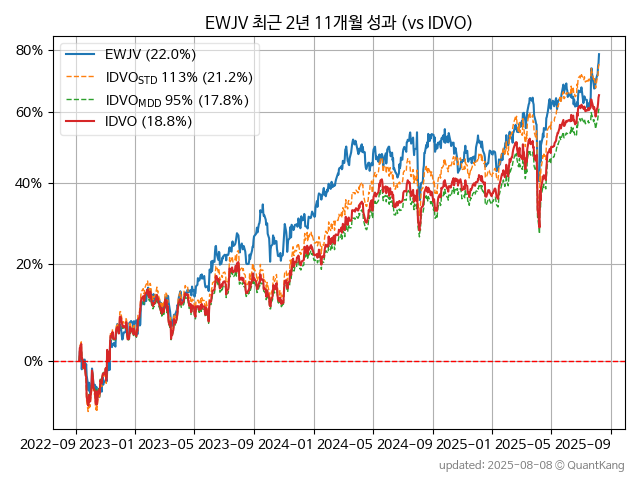 EWJV 최근 2년 11개월 성과 (vs IDVO)
EWJV (22.0%)
IDVO_STD 113% (21.2%)
IDVO_MDD 95% (17.8%)
IDVO (18.8%)
80%
60%
40%
20%
0%
2022-09 2023-01 2023-05 2023-09 2024-01 2024-05 2024-09 2025-01 2025-05 2025-09
updated: 2025-08-08 © QuantKang